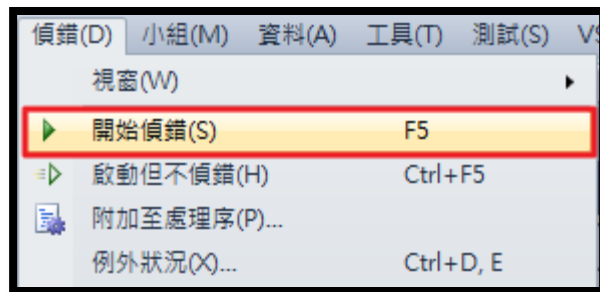 偵錯(D) 小組(M) 資料(A) 工具(T) 測試(S)
視窗(W)
開始偵錯(S) F5
啟動但不偵錯(H) Ctrl+F5
附加至處理序(P)...
例外狀況(X)... Ctrl+D, E